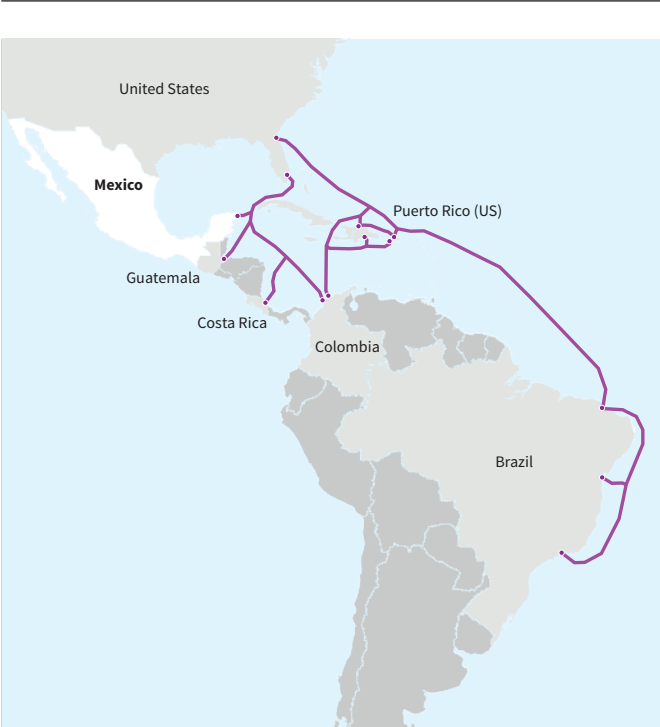 United States
Mexico
Puerto Rico (US)
Guatemala
Costa Rica
Colombia
Brazil